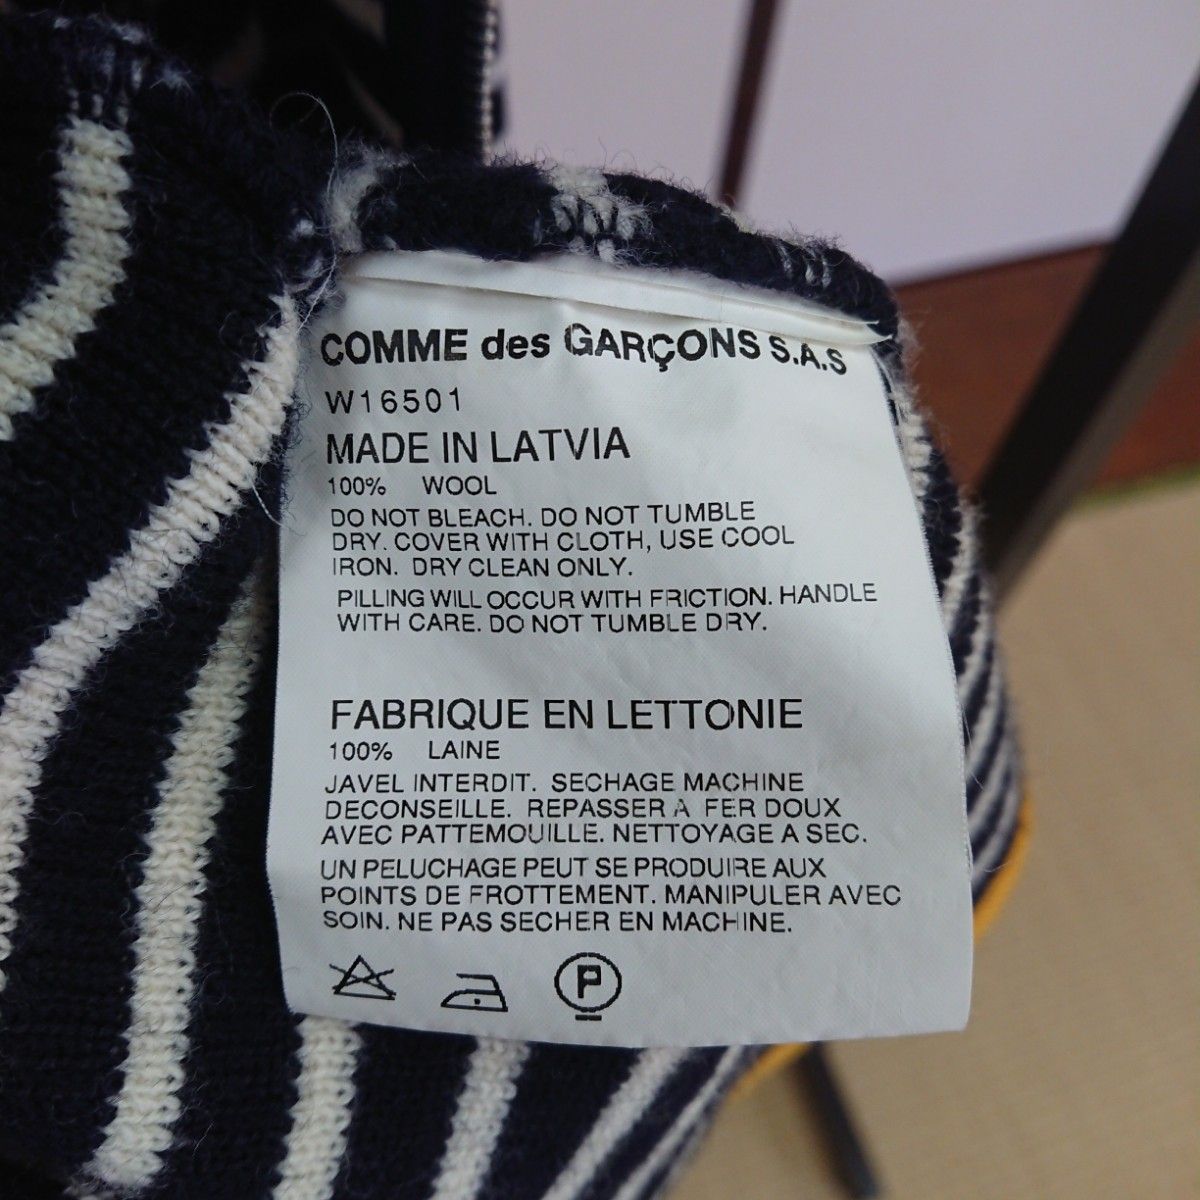 COMME des GARÇONS S.A.S
W16501
MADE IN LATVIA
100% WOOL
DO NOT BLEACH. DO NOT TUMBLE
DRY. COVER WITH CLOTH, USE COOL
IRON. DRY CLEAN ONLY.
PILLING WILL OCCUR WITH FRICTION. HANDLE
WITH CARE. DO NOT TUMBLE DRY.
FABRIQUE EN LETTONIE
100% LAINE
JAVEL INTERDIT. SECHAGE MACHINE
DECONSEILLE. REPASSER A FER DOUX
AVEC PATTEMOUILLE. NETTOYAGE A SEC.
UN PELUCHAGE PEUT SE PRODUIRE AUX
POINTS DE FROTTEMENT. MANIPULER AVEC
SOIN. NE PAS SECHER EN MACHINE.
P